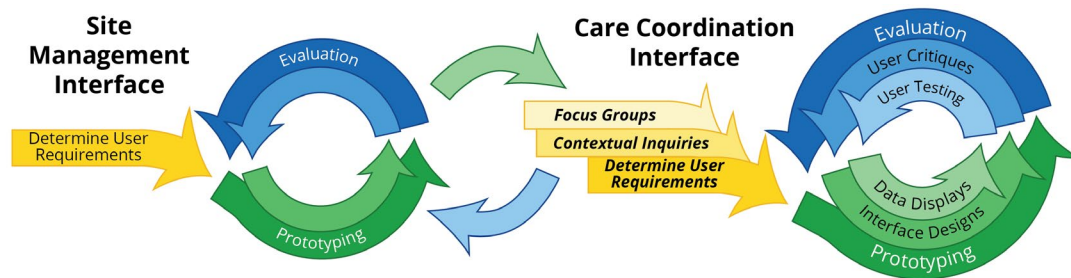 Site
Management
Interface
Determine User
Requirements
Evaluation
Prototyping
Care Coordination
Interface
Focus Groups
Contextual Inquiries
Determine User
Requirements
Evaluation
User Critiques
User Testing
Data Displays
Interface Designs
Prototyping